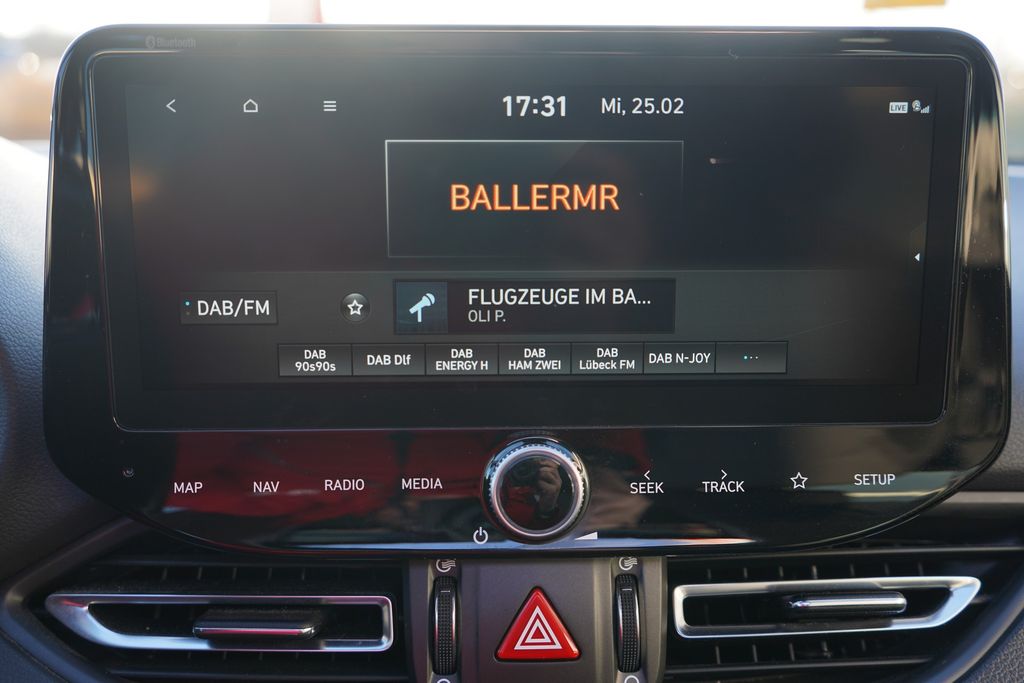 Bluetooth
17:31 Mi, 25.02
LIVE
BALLERMR
DAB/FM
FLUGZEUGE IM BA...
OLI P.
DAB
90s90s
DAB Dlf
DAB
ENERGY H
DAB
HAM ZWEI
DAB
Lübeck FM
DAB N-JOY
MAP
NAV
RADIO
MEDIA
SEEK
TRACK
SETUP